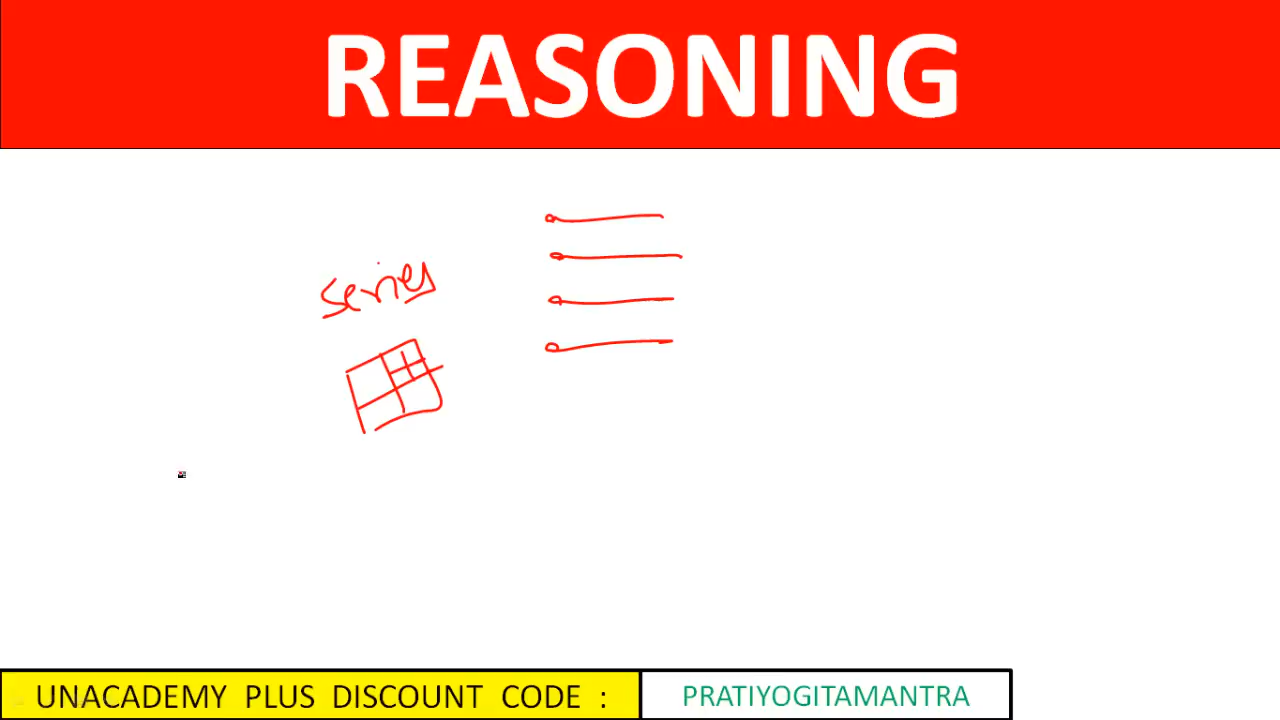 REASONING
series
UNACADEMY PLUS DISCOUNT CODE :
PRATIYOGITAMANTRA